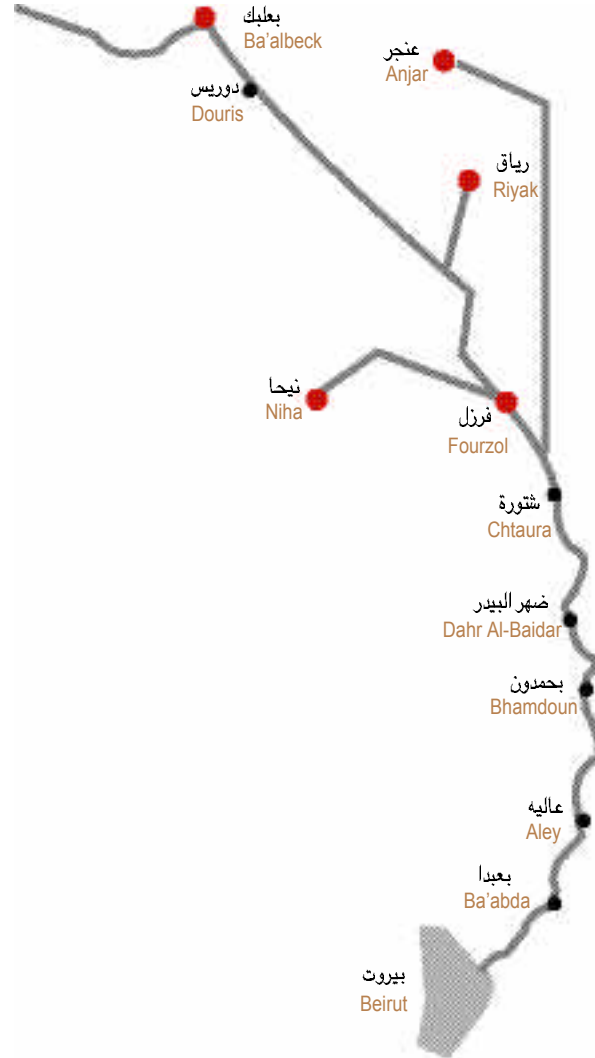 بعلبك
Ba'albeck
عنجر
Anjar
دوريس
Douris
رياق
Riyak
نيحا
Niha
فرزل
Fourzol
شتورة
Chtaura
ضهر البيدر
Dahr Al-Baidar
بحمدون
Bhamdoun
عاليه
Aley
بعبدا
Ba'abda
بيروت
Beirut